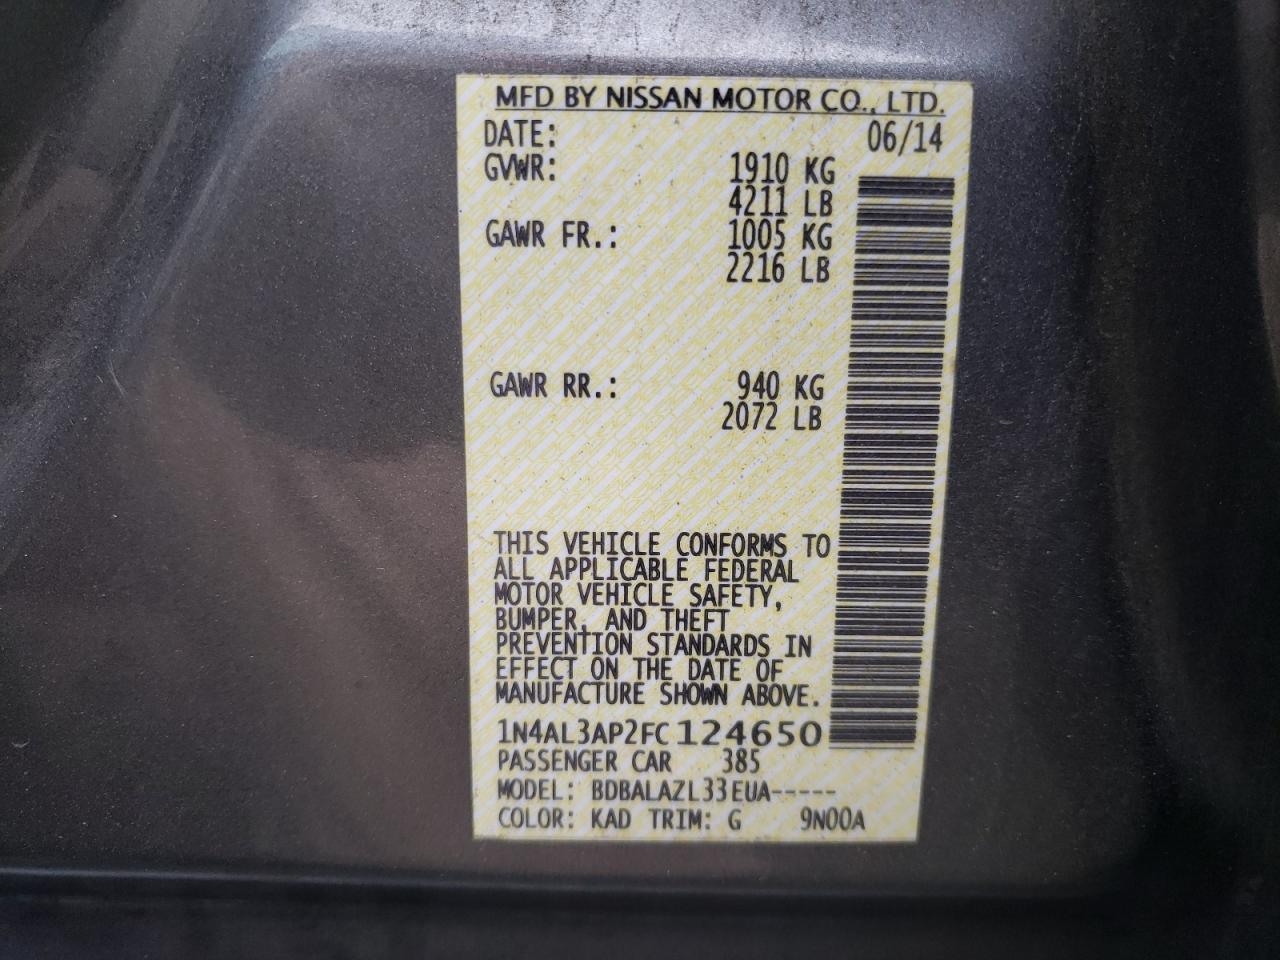 MFD BY NISSAN MOTOR CO., LTD.
DATE: 06/14
GVWR: 1910 KG
4211 LB
GAWR FR.: 1005 KG
2216 LB
GAWR RR.: 940 KG
2072 LB
THIS VEHICLE CONFORMS TO
ALL APPLICABLE FEDERAL
MOTOR VEHICLE SAFETY,
BUMPER, AND THEFT
PREVENTION STANDARDS IN
EFFECT ON THE DATE OF
MANUFACTURE SHOWN ABOVE.
1N4AL3AP2FC124650
PASSENGER CAR 385
MODEL: BDBALAZL33EUA-----
COLOR: KAD TRIM: G 9N00A